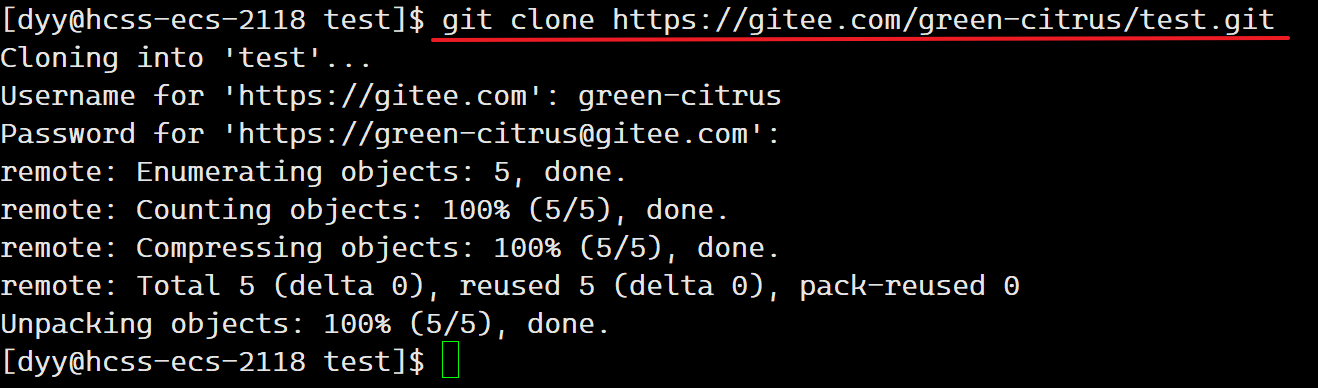 [dyy@hcss-ecs-2118 test]$ git clone https://gitee.com/green-citrus/test.git
Cloning into 'test'...
Username for 'https://gitee.com': green-citrus
Password for 'https://green-citrus@gitee.com':
remote: Enumerating objects: 5, done.
remote: Counting objects: 100% (5/5), done.
remote: Compressing objects: 100% (5/5), done.
remote: Total 5 (delta 0), reused 5 (delta 0), pack-reused 0
Unpacking objects: 100% (5/5), done.
[dyy@hcss-ecs-2118 test]$